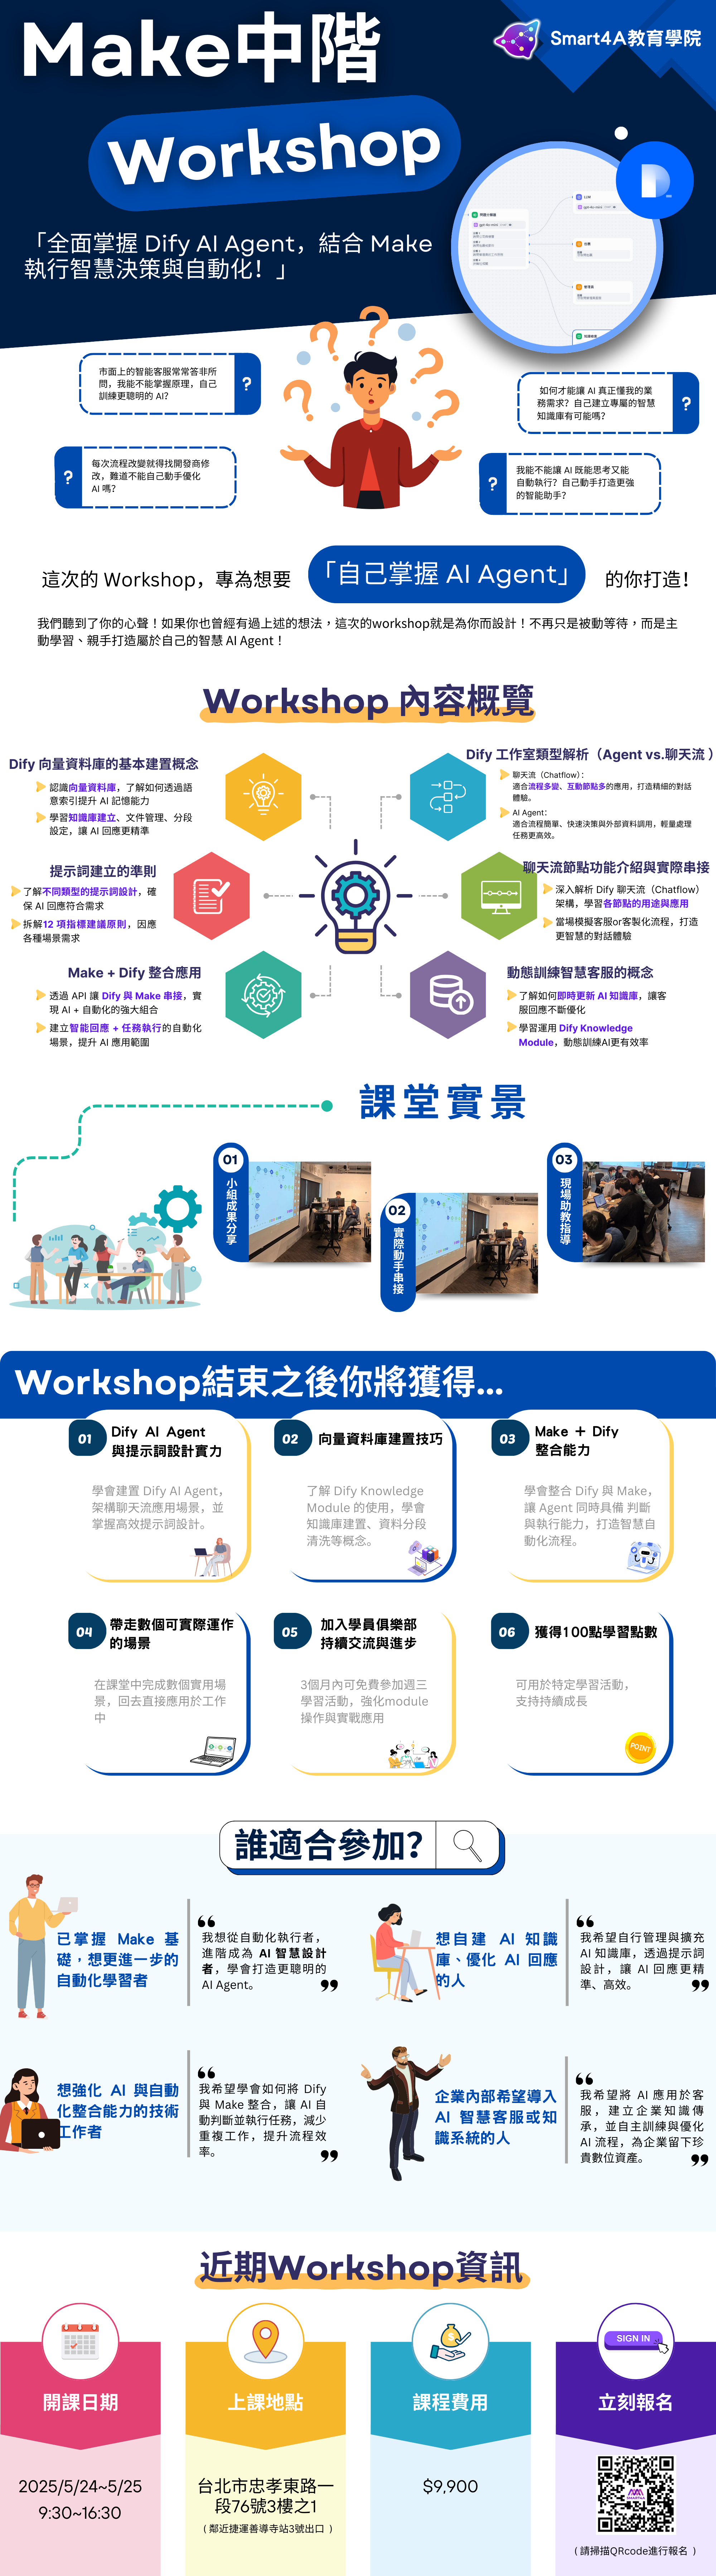 Make中階
Smart4A教育學院
Workshop
「全面掌握 Dify AI Agent，結合 Make
執行智慧決策與自動化！」
市面上的智能客服常常答非所
問，我能不能掌握原理，自己
訓練更聰明的 AI？
?
如何才能讓 AI 真正懂我的業
務需求？自己建立專屬的智慧
知識庫有可能嗎？
?
?
每次流程改變就得找開發商修
改，難道不能自己動手優化
AI 嗎？
?
我能不能讓 AI 既能思考又能
自動執行？自己動手打造更強
的智能助手？
這次的 Workshop，專為想要
「自己掌握 AI Agent」
的你打造！
我們聽到了你的心聲！如果你也曾經有過上述的想法，這次的workshop就是為你而設計！不再只是被動等待，而是主
動學習、親手打造屬於自己的智慧 AI Agent！
Workshop 內容概覽
Dify 向量資料庫的基本建置概念
認識向量資料庫，了解如何透過語
意索引提升 AI 記憶能力
學習知識庫建立、文件管理、分段
設定，讓 AI 回應更精準
Dify 工作室類型解析（Agent vs.聊天流 ）
聊天流（Chatflow）：
適合流程多變、互動節點多的應用，打造精細的對話
體驗。
AI Agent：
適合流程簡單、快速決策與外部資料調用，輕量處理
任務更高效。
提示詞建立的準則
了解不同類型的提示詞設計，確
保 AI 回應符合需求
拆解12 項指標建議原則，因應
各種場景需求
聊天流節點功能介紹與實際串接
深入解析 Dify 聊天流（Chatflow）
架構，學習各節點的用途與應用
當場模擬客服or客製化流程，打造
更智慧的對話體驗
Make + Dify 整合應用
透過 API 讓 Dify 與 Make 串接，實
現 AI + 自動化的強大組合
建立智能回應 + 任務執行的自動化
場景，提升 AI 應用範圍
動態訓練智慧客服的概念
了解如何即時更新 AI 知識庫，讓客
服回應不斷優化
學習運用 Dify Knowledge
Module，動態訓練AI更有效率
課堂實景
01
小組成果分享
02
實際動手串接
03
現場助教指導
Workshop結束之後你將獲得...
01
Dify AI Agent
與提示詞設計實力
學會建置 Dify AI Agent，
架構聊天流應用場景，並
掌握高效提示詞設計。
02
向量資料庫建置技巧
了解 Dify Knowledge
Module 的使用，學會
知識庫建置、資料分段
清洗等概念。
03
Make + Dify
整合能力
學會整合 Dify 與 Make，
讓 Agent 同時具備 判斷
與執行能力，打造智慧自
動化流程。
04
帶走數個可實際運作
的場景
在課堂中完成數個實用場
景，回去直接應用於工作
中
05
加入學員俱樂部
持續交流與進步
3個月內可免費參加週三
學習活動，強化module
操作與實戰應用
06
獲得100點學習點數
可用於特定學習活動，
支持持續成長
POINT
誰適合參加？
已掌握 Make 基
礎，想更進一步的
自動化學習者
我想從自動化執行者，
進階成為 AI 智慧設計
者，學會打造更聰明的
AI Agent。
想自建 AI 知識
庫、優化 AI 回應
的人
我希望自行管理與擴充
AI 知識庫，透過提示詞
設計，讓 AI 回應更精
準、高效。
想強化 AI 與自動
化整合能力的技術
工作者
我希望學會如何將 Dify
與 Make 整合，讓 AI 自
動判斷並執行任務，減少
重複工作，提升流程效
率。
企業內部希望導入
AI 智慧客服或知
識系統的人
我希望將 AI 應用於客
服，建立企業知識傳
承，並自主訓練與優化
AI 流程，為企業留下珍
貴數位資產。
近期Workshop資訊
開課日期
2025/5/24~5/25
9:30~16:30
上課地點
台北市忠孝東路一
段76號3樓之1
（鄰近捷運善導寺站3號出口 ）
課程費用
$9,900
SIGN IN
立刻報名
（請掃描QRcode進行報名 ）